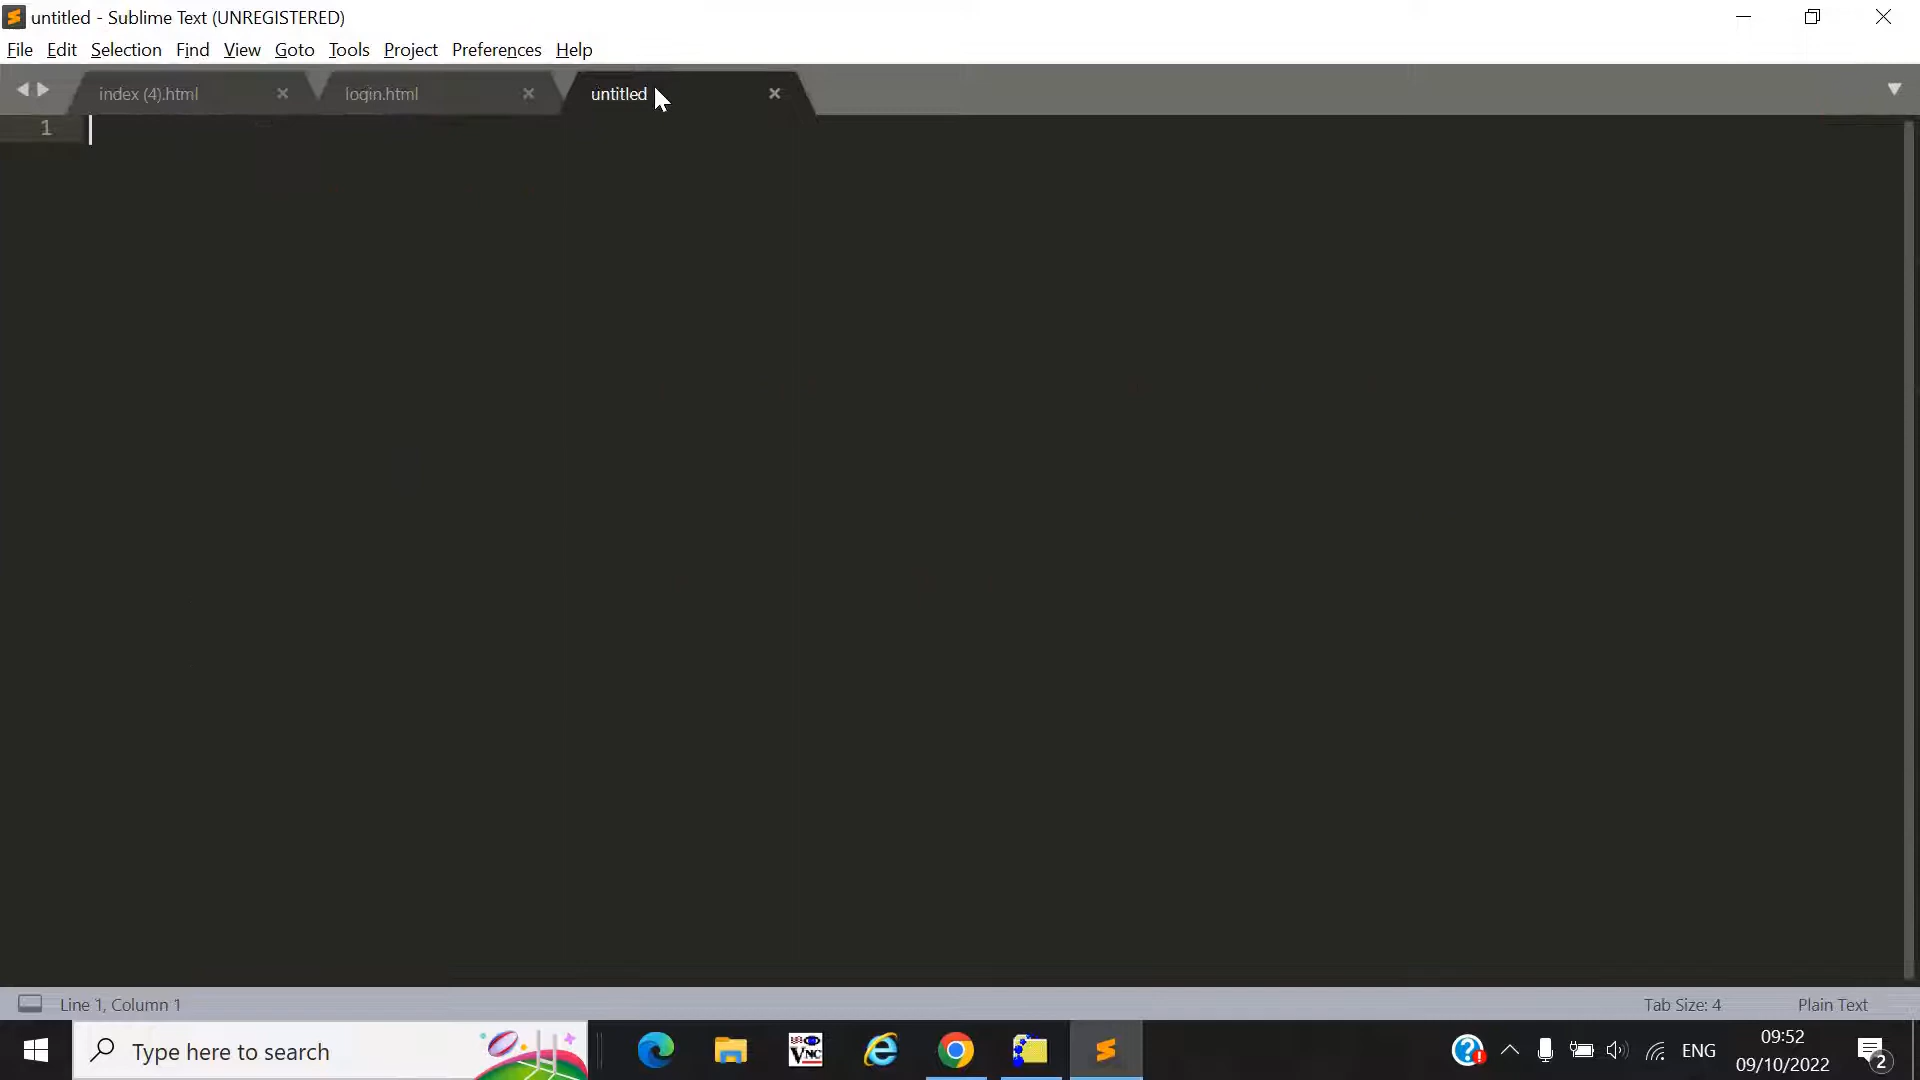 untitled - Sublime Text (UNREGISTERED)
File Edit Selection Find View Goto Tools Project Preferences Help
index (4).html login.html untitled
1
Line 1, Column 1 Tab Size: 4 Plain Text
Type here to search VNC ENG 09:52
09/10/2022 2